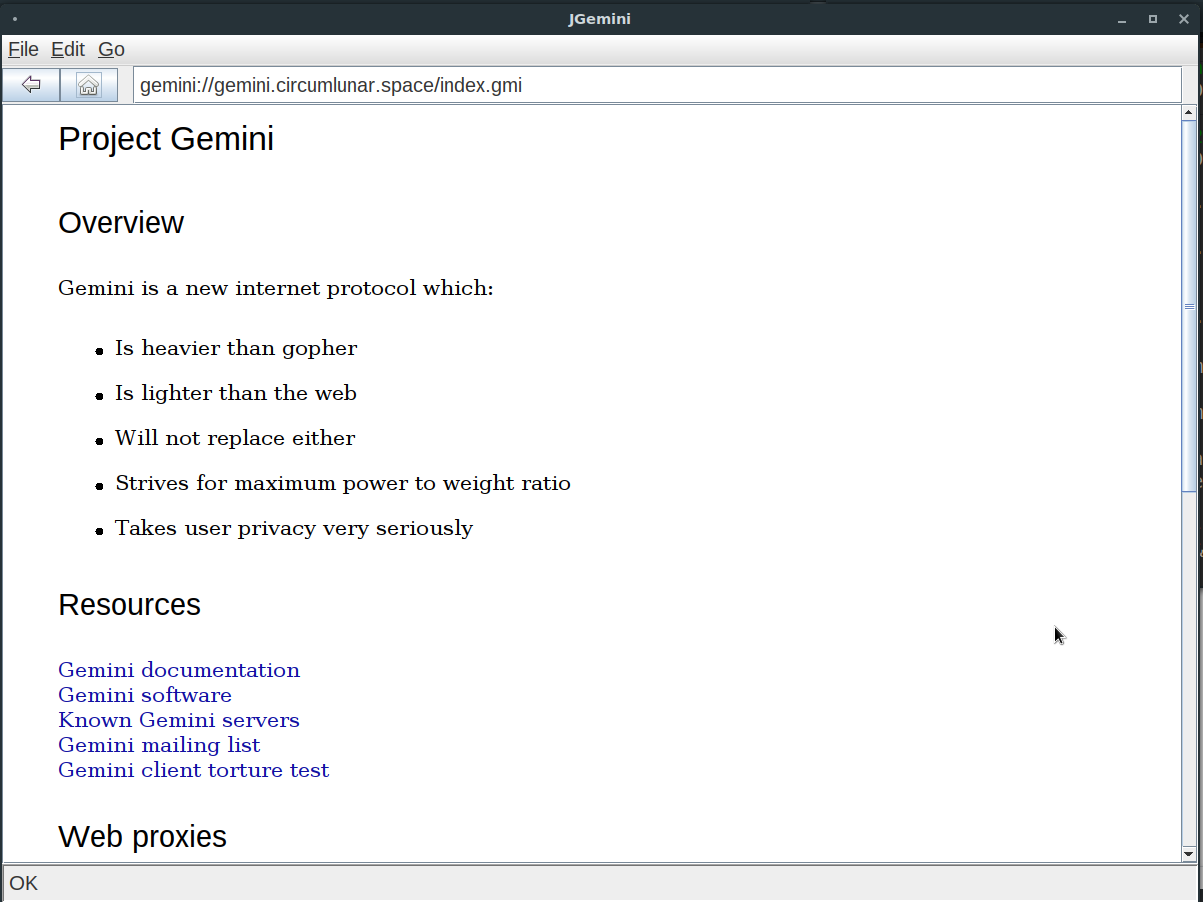 JGemini
File Edit Go
gemini://gemini.circumlunar.space/index.gmi
Project Gemini
Overview
Gemini is a new internet protocol which:
Is heavier than gopher
Is lighter than the web
Will not replace either
Strives for maximum power to weight ratio
Takes user privacy very seriously
Resources
Gemini documentation
Gemini software
Known Gemini servers
Gemini mailing list
Gemini client torture test
Web proxies
OK